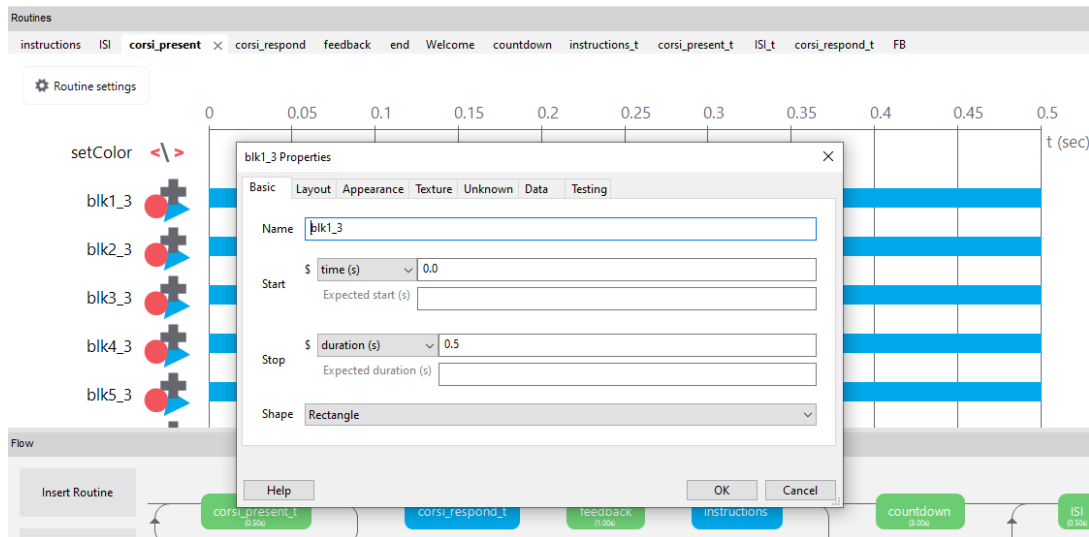 Routines
instructions ISI corsi_present × corsi_respond feedback end Welcome countdown instructions_t corsi_present_t ISI_t corsi_respond_t FB
Routine settings
0 0.05 0.1 0.15 0.2 0.25 0.3 0.35 0.4 0.45 0.5
t (sec)
setColor
blk1_3
blk2_3
blk3_3
blk4_3
blk5_3
blk1_3 Properties
Basic Layout Appearance Texture Unknown Data Testing
Name blk1_3
Start $ time (s) 0.0
Expected start (s)
Stop $ duration (s) 0.5
Expected duration (s)
Shape Rectangle
Help OK Cancel
Flow
Insert Routine
corsi_present_t corsi_respond_t feedback instructions countdown ISI
(0.50s) (1.00s) (3.00s) (0.50s)